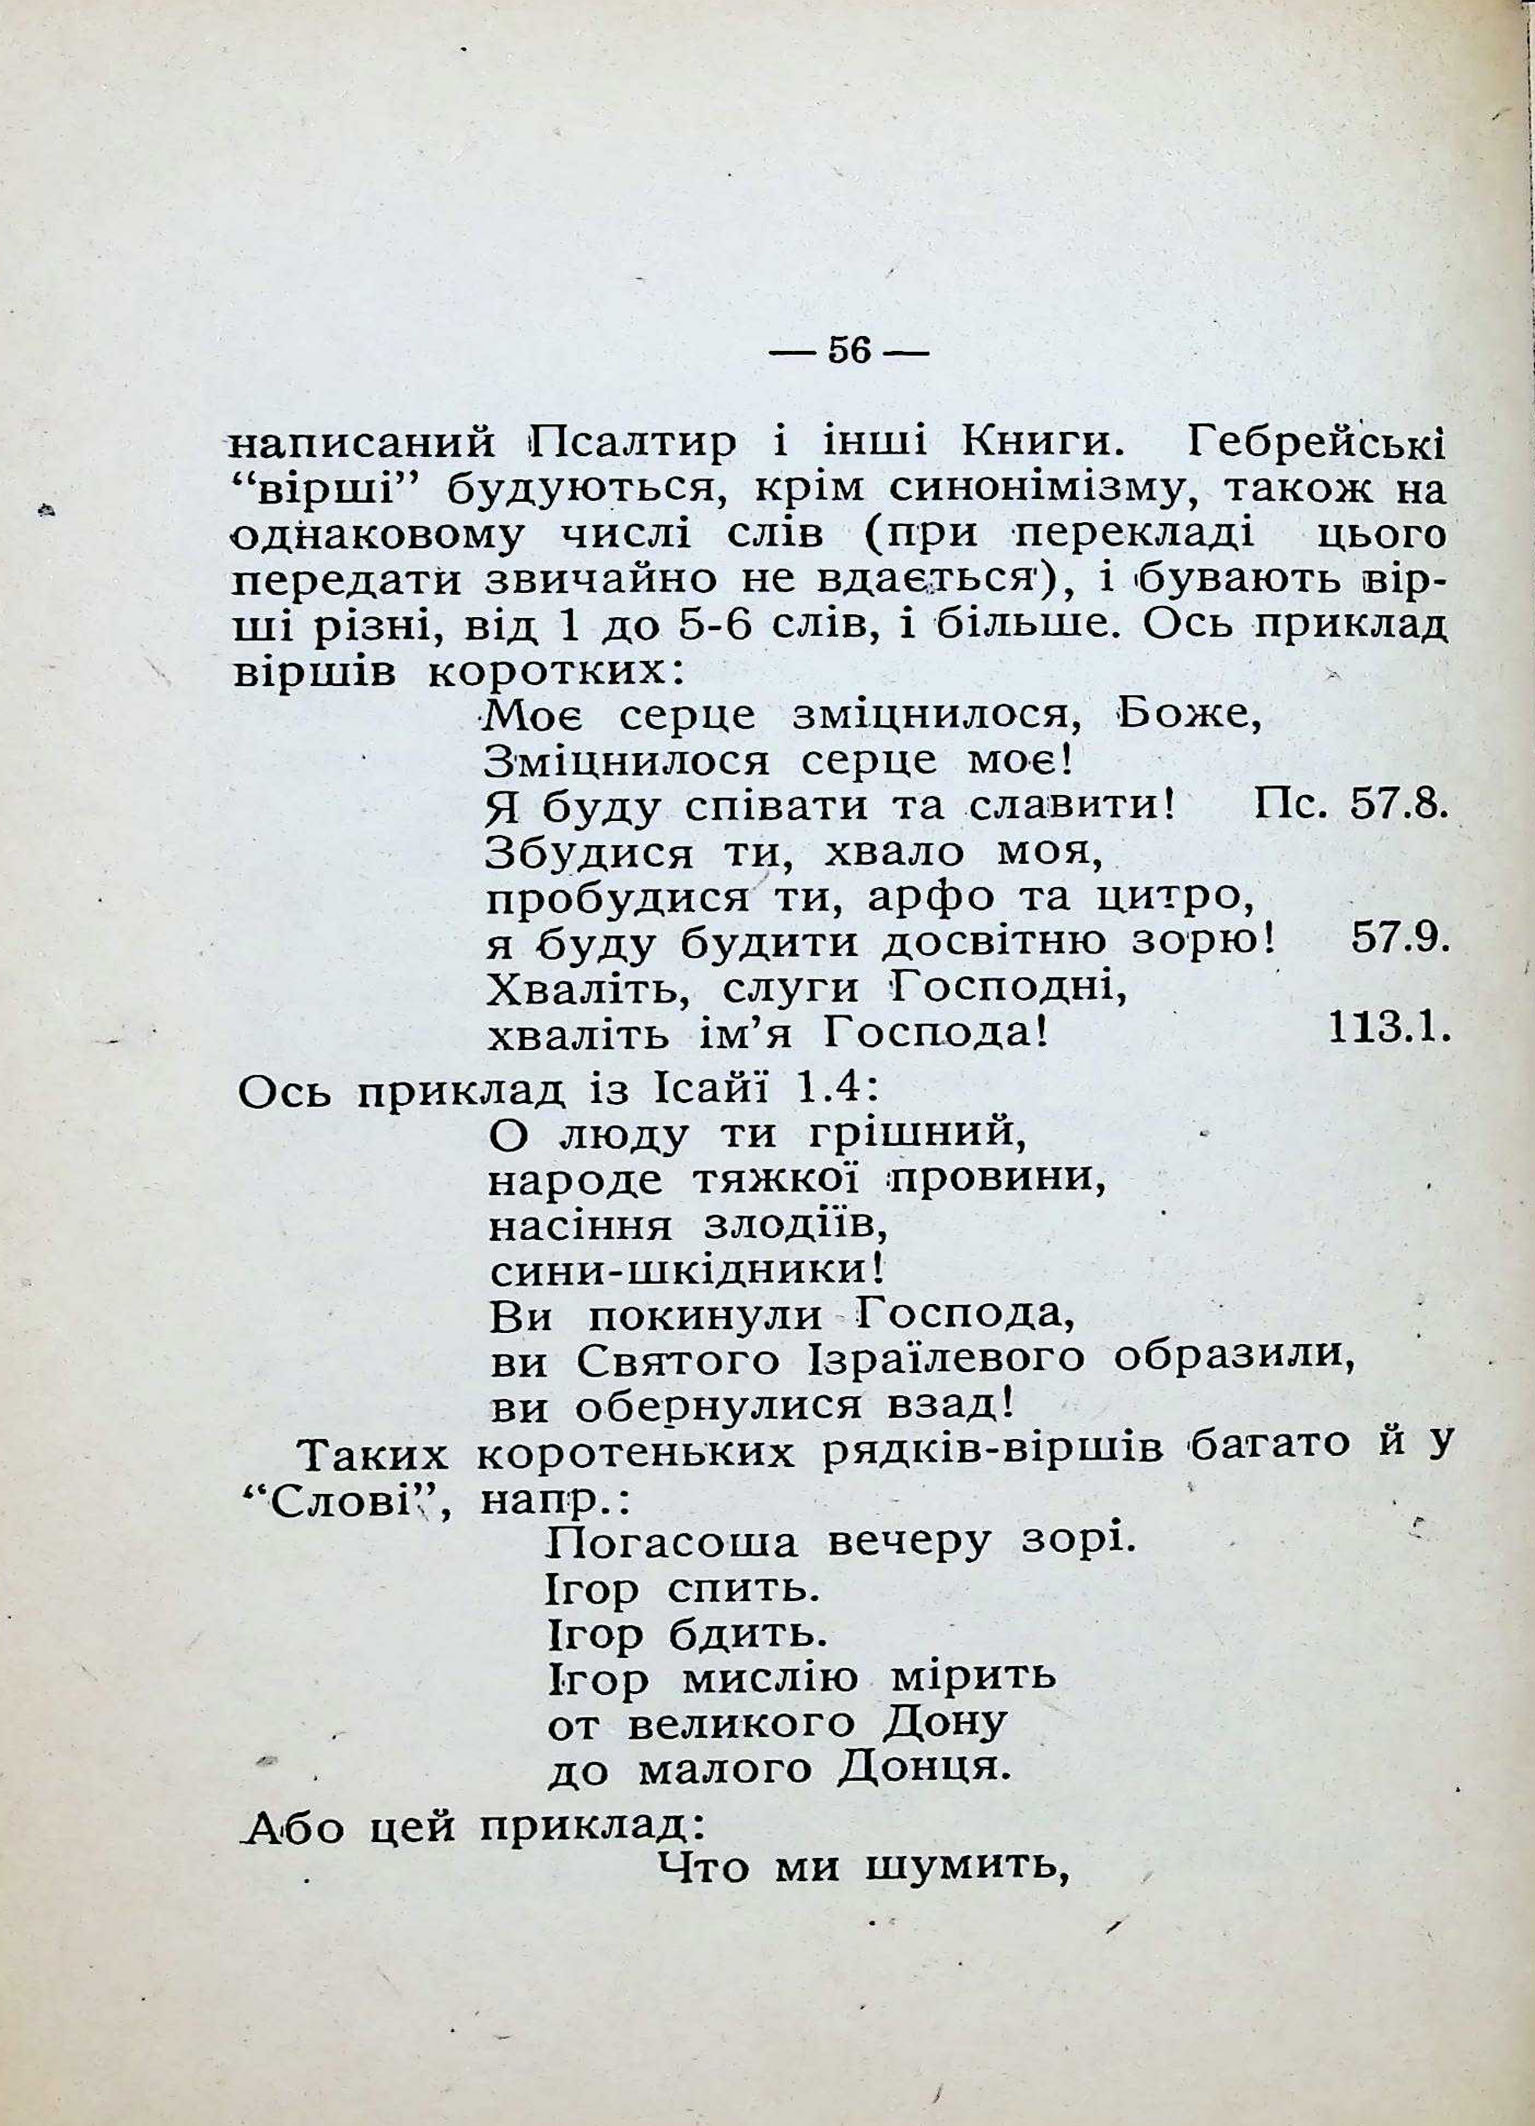 — 56 —
написаний Псалтир і інші Книги. Гебрейські
“вірші” будуються, крім синонімізму, також на
однаковому числі слів (при перекладі цього
передати звичайно не вдається), і бувають вір-
ші різні, від 1 до 5-6 слів, і більше. Ось приклад
віршів коротких:
Моє серце зміцнилося, Боже,
Зміцнилося серце моє!
Я буду співати та славити! Пс. 57.8.
Збудися ти, хвало моя,
пробудися ти, арфо та цитро,
я буду будити досвітню зорю! 57.9.
Хваліть, слуги Господні,
хваліть ім’я Господа! 113.1.
Ось приклад із Ісайї 1.4:
О люду ти грішний,
народе тяжкої провини,
насіння злодіїв,
сини-шкідники!
Ви покинули Господа,
ви Святого Ізраїлевого образили,
ви обернулися взад!
Таких коротеньких рядків-віршів багато й у
“Слові”, напр.:
Погасоша вечеру зорі.
Ігор спить.
Ігор бдить.
Ігор мислію мірить
от великого Дону
до малого Донця.
Або цей приклад:
Что ми шумить,